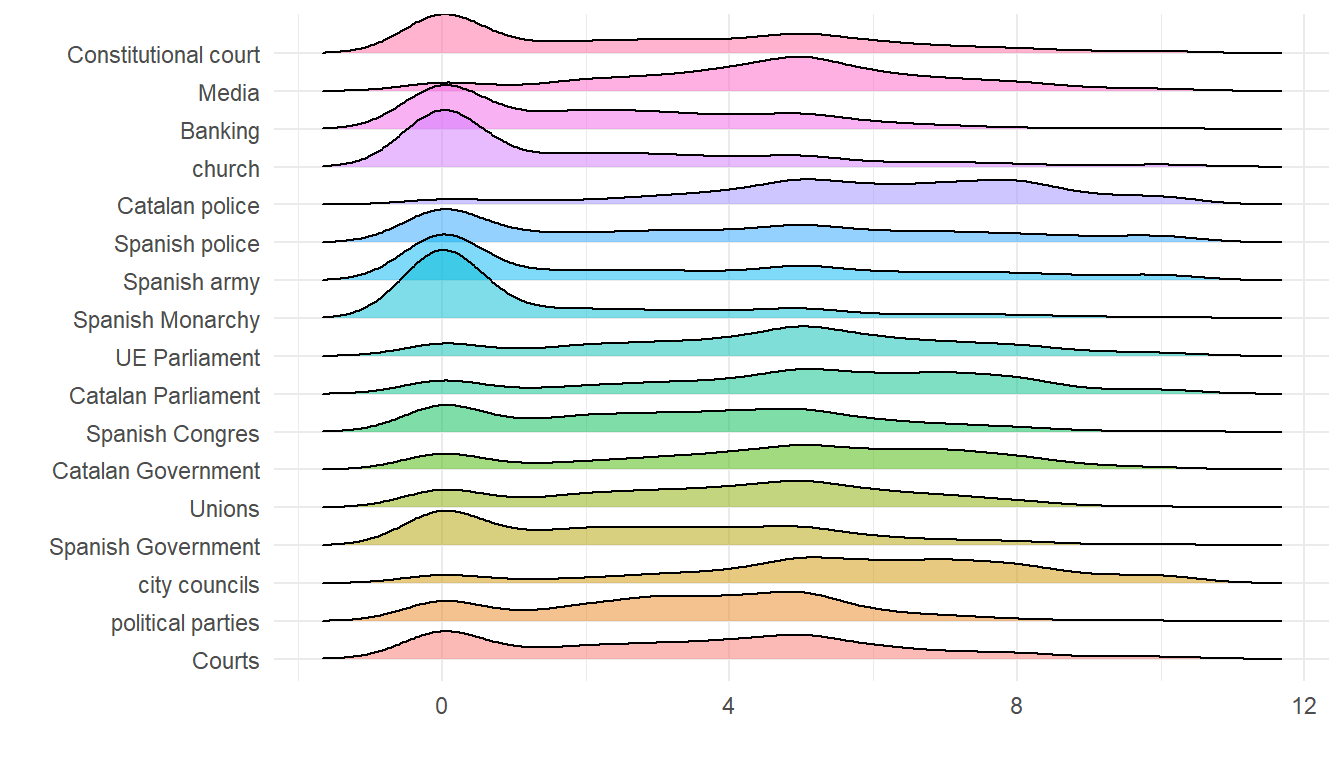 Constitutional court
Media
Banking
church
Catalan police
Spanish police
Spanish army
Spanish Monarchy
UE Parliament
Catalan Parliament
Spanish Congres
Catalan Government
Unions
Spanish Government
city councils
political parties
Courts
0 4 8 12